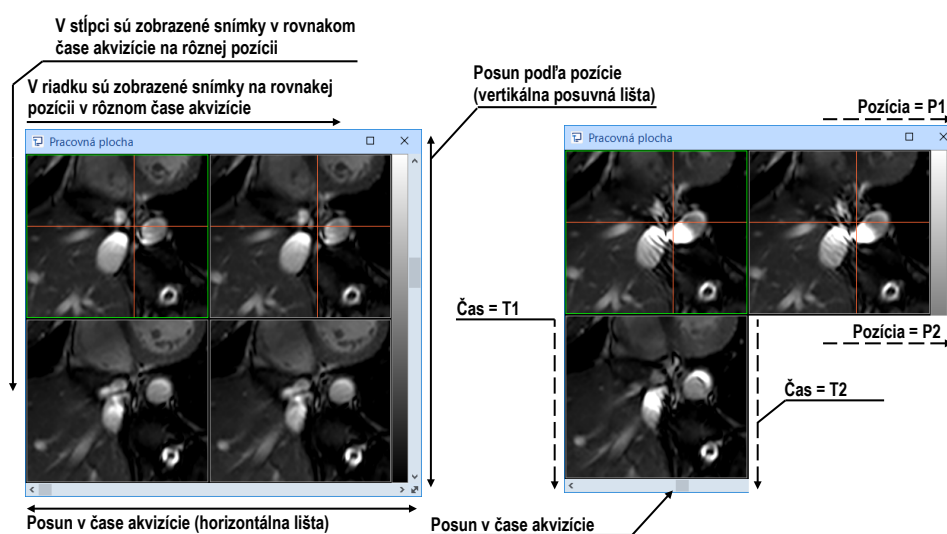 V stĺpci sú zobrazené snímky v rovnakom
čase akvizície na rôznej pozícii
V riadku sú zobrazené snímky na rovnakej
pozícii v rôznom čase akvizície
Posun podľa pozície
(vertikálna posuvná lišta)
Pozícia = P1
Pracovná plocha
Pracovná plocha
Čas = T1
Pozícia = P2
Čas = T2
Posun v čase akvizície (horizontálna lišta)
Posun v čase akvizície